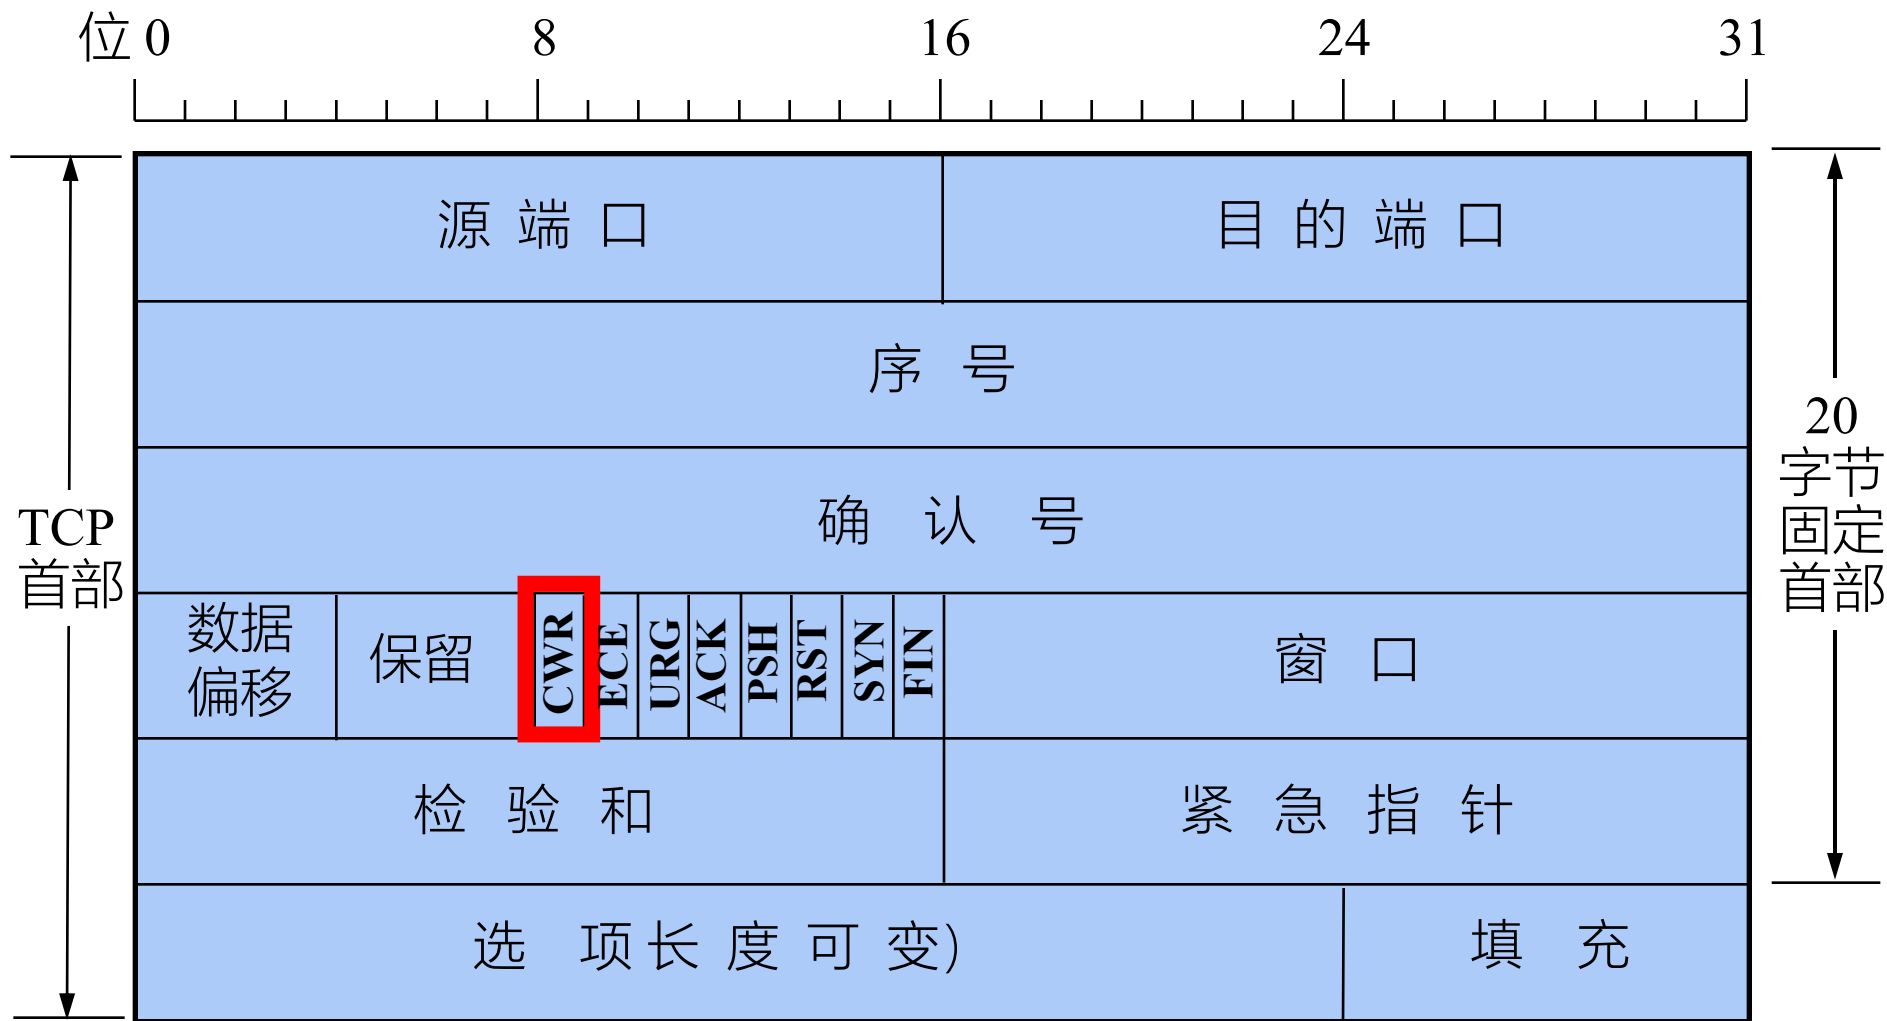 位 0 8 16 24 31
源 端 口 目 的 端 口
序 号
确 认 号
TCP
首部
20
字节
固定
首部
数据
偏移
保留
CWR
ECE
URG
ACK
PSH
RST
SYN
FIN
窗 口
检 验 和 紧 急 指 针
选 项 长 度 可 变) 填 充